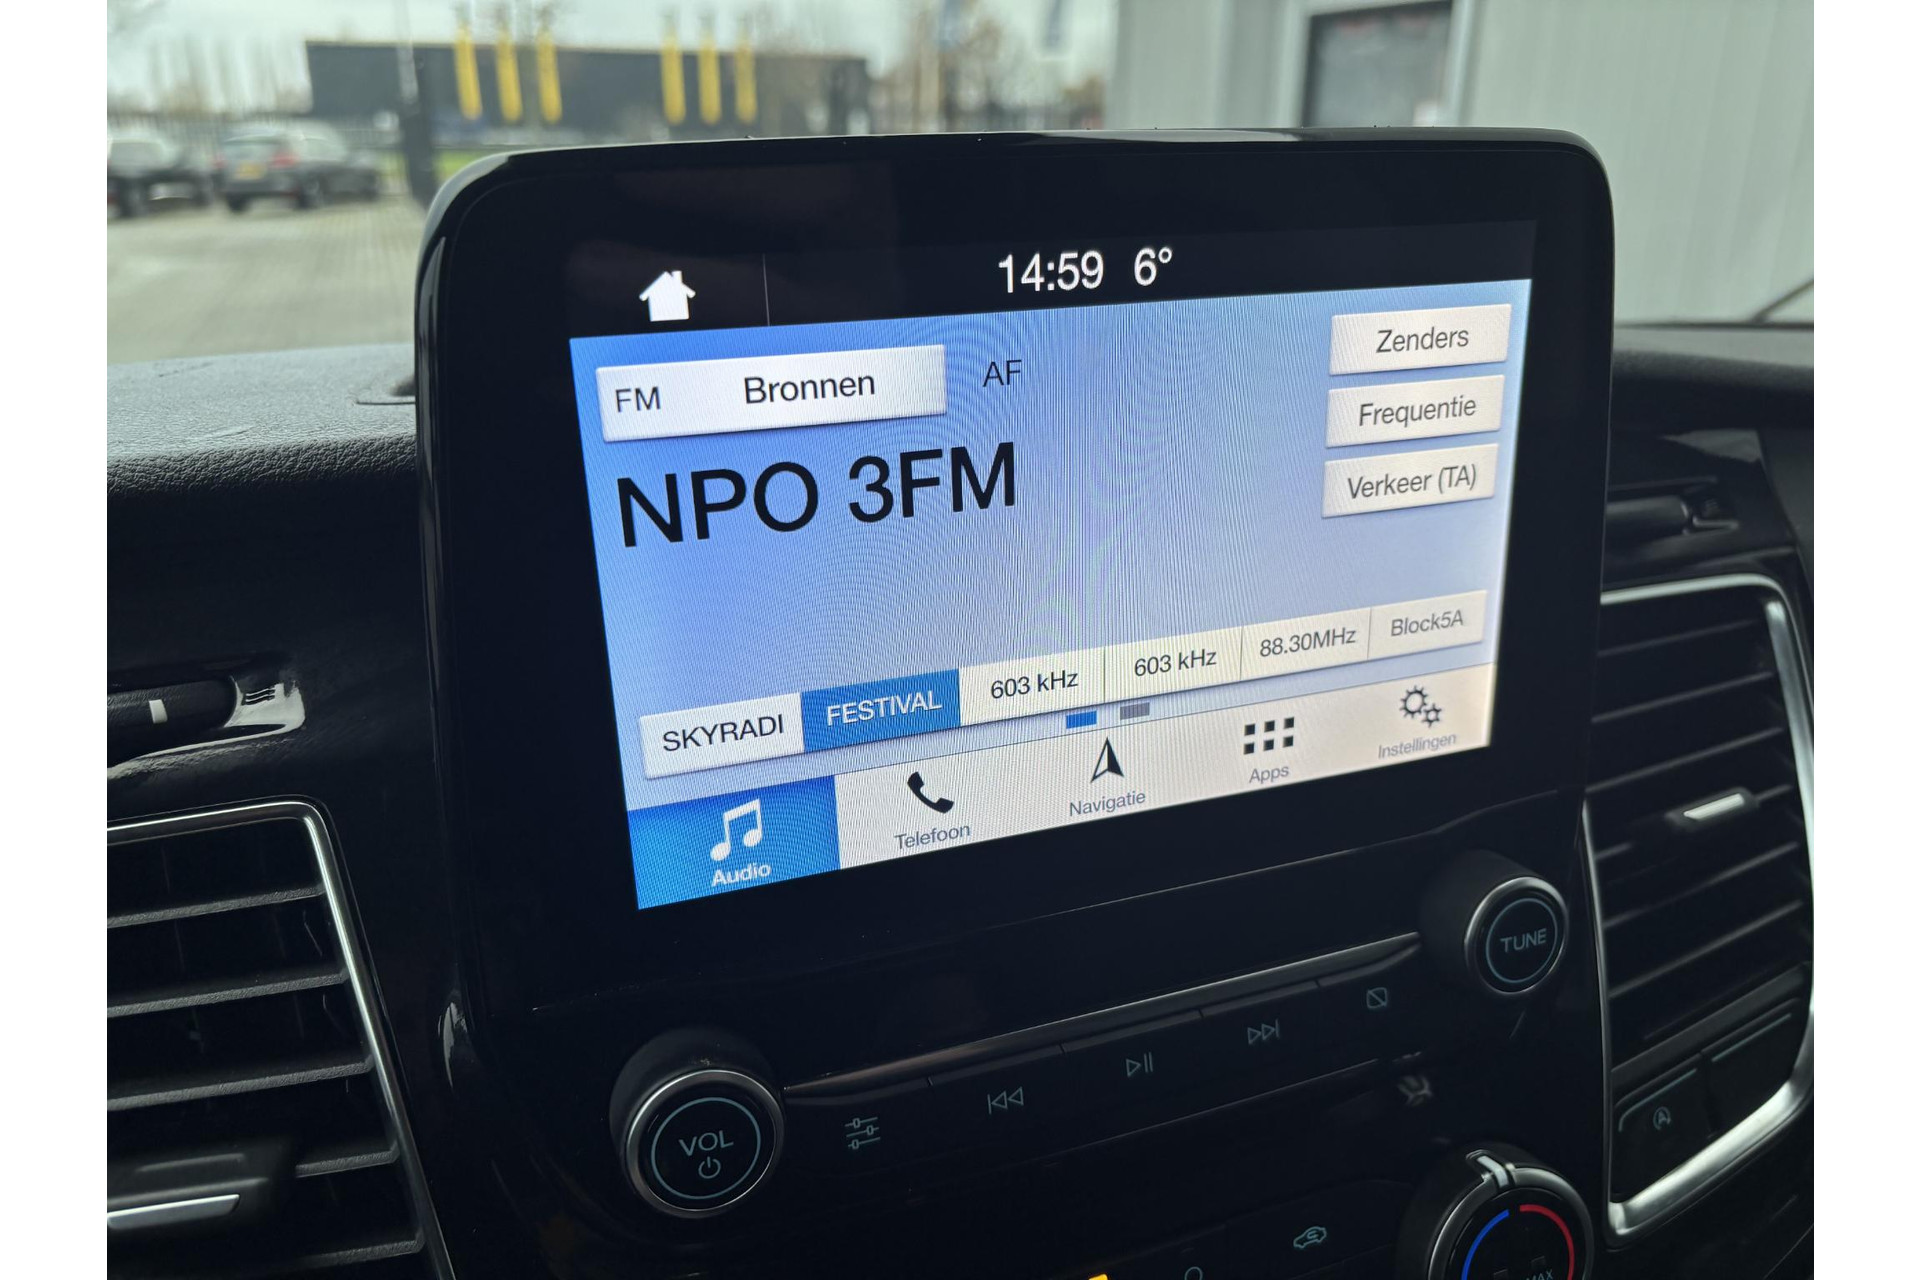 14:59 6°
FM Bronnen AF
Zenders
Frequentie
Verkeer (TA)
NPO 3FM
SKYRADI FESTIVAL 603 kHz 603 kHz 88.30MHz Block5A
Audio Telefoon Navigatie Apps Instellingen
TUNE
VOL
A
MAX